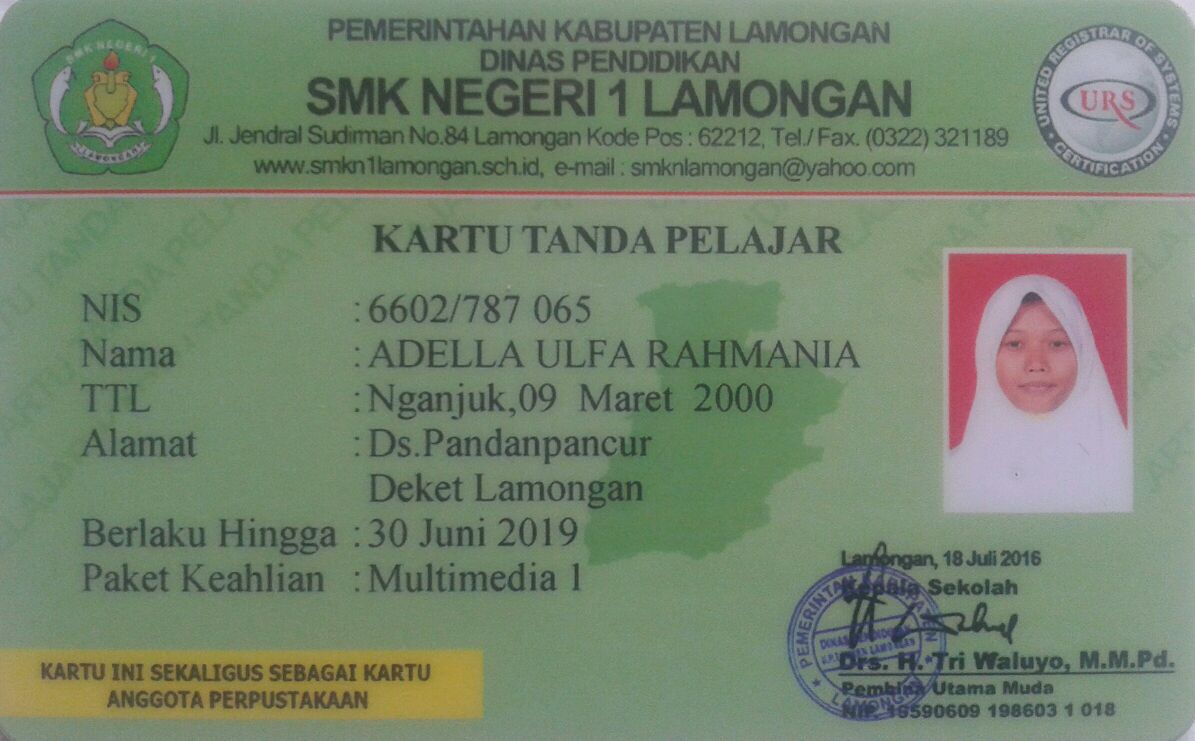 PEMERINTAHAN KABUPATEN LAMONGAN
DINAS PENDIDIKAN
SMK NEGERI 1 LAMONGAN
Jl. Jendral Sudirman No.84 Lamongan Kode Pos : 62212, Tel./ Fax. (0322) 321189
www.smkn1lamongan.sch.id, e-mail : smknlamongan@yahoo.com
SMK NEGERI 1
LAMONGAN
UNITED REGISTRAR OF SYSTEMS
URS
CERTIFICATION
KARTU TANDA PELAJAR
NIS : 6602/787 065
Nama : ADELLA ULFA RAHMANIA
TTL : Nganjuk,09 Maret 2000
Alamat : Ds.Pandanpancur
Deket Lamongan
Berlaku Hingga : 30 Juni 2019
Paket Keahlian : Multimedia 1
Lamongan, 18 Juli 2016
Kepala Sekolah
Drs. H. Tri Waluyo, M.M.Pd.
Pembina Utama Muda
NIP. 19590609 198603 1 018
PEMERINTAH KABUPATEN
DINAS PENDIDIKAN
LAMONGAN
KARTU INI SEKALIGUS SEBAGAI KARTU
ANGGOTA PERPUSTAKAAN